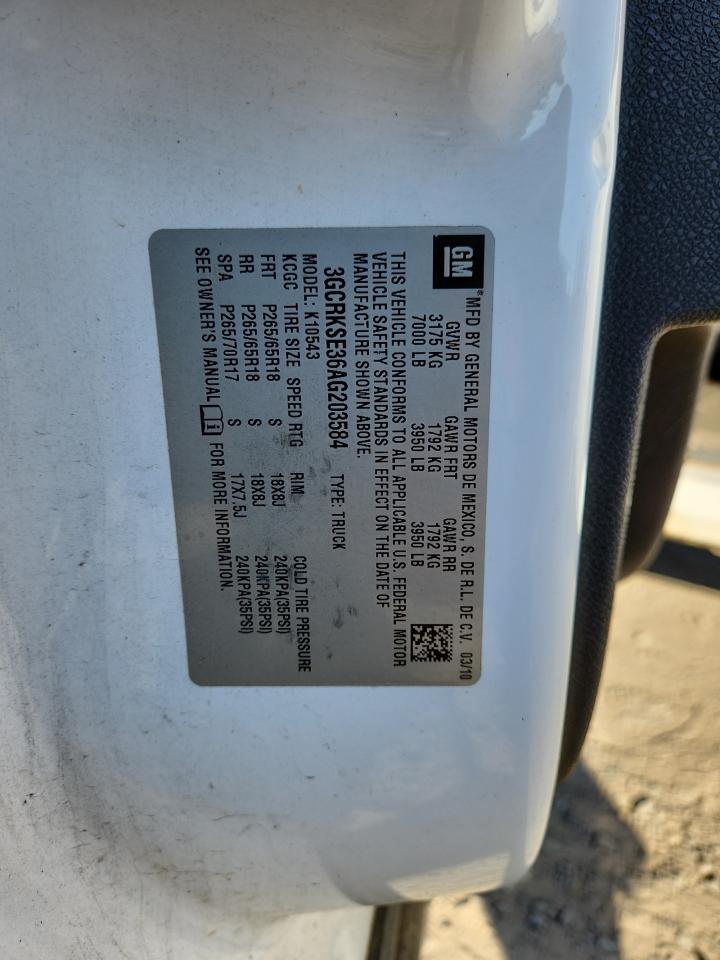 GM ® MFD BY GENERAL MOTORS DE MEXICO, S. DE R.L. DE C.V. 03/10
GVWR GAWR FRT GAWR RR
3175 KG 1792 KG 1792 KG
7000 LB 3950 LB 3950 LB
THIS VEHICLE CONFORMS TO ALL APPLICABLE U.S. FEDERAL MOTOR
VEHICLE SAFETY STANDARDS IN EFFECT ON THE DATE OF
MANUFACTURE SHOWN ABOVE.
3GCRKSE36AG203584 TYPE: TRUCK
MODEL: K10543
KCGC TIRE SIZE SPEED RTG RIM COLD TIRE PRESSURE
FRT P265/65R18 S 18X8J 240KPA(35PSI)
RR P265/65R18 S 18X8J 240KPA(35PSI)
SPA P265/70R17 S 17X7.5J 240KPA(35PSI)
SEE OWNER'S MANUAL i FOR MORE INFORMATION.